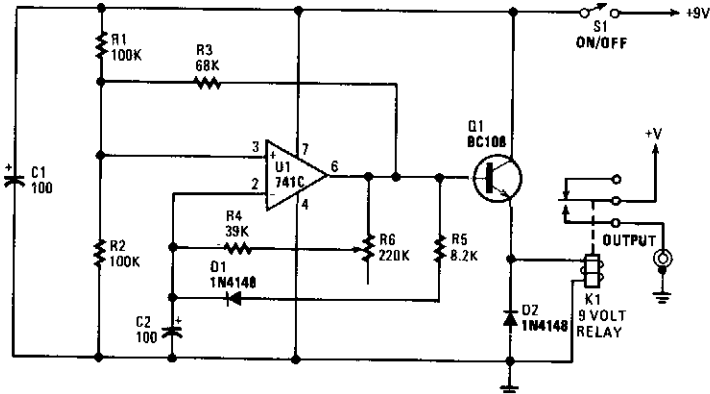 R1
100K
R3
68K
+9V
S1
ON/OFF
Q1
BC108
+V
+
C1
100
3
+
7
U1
741C
6
2
-
4
R4
39K
R6
220K
R5
8.2K
R2
100K
OUTPUT
D1
1N4148
K1
9 VOLT
RELAY
C2
100
+
D2
1N4148